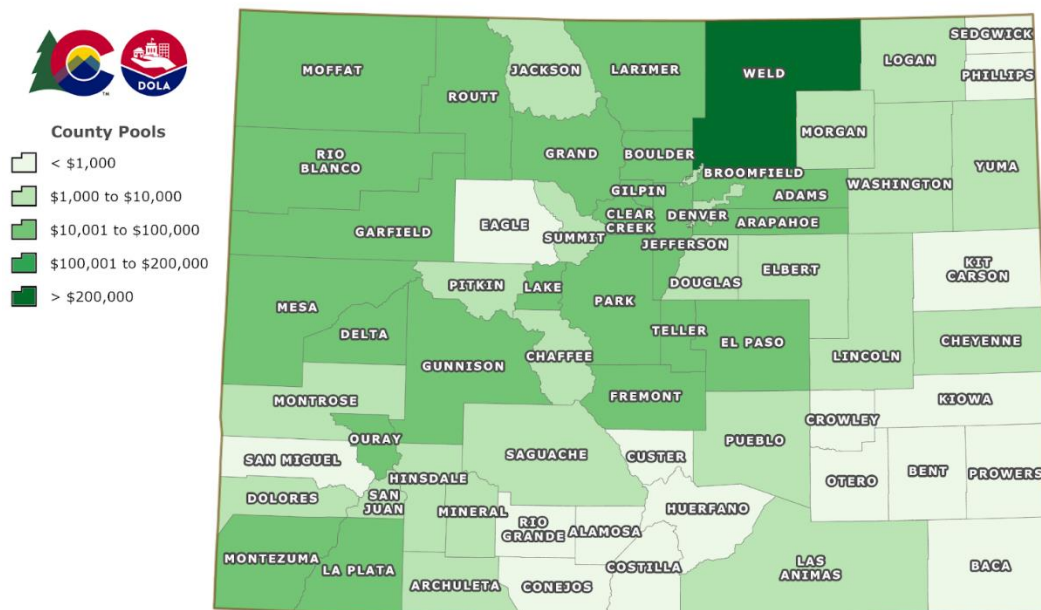 DOLA
TM
County Pools
< $1,000
$1,000 to $10,000
$10,001 to $100,000
$100,001 to $200,000
> $200,000
SEDGWICK
LOGAN
PHILLIPS
MOFFAT
JACKSON
LARIMER
WELD
ROUTT
MORGAN
RIO
BLANCO
GRAND
BOULDER
YUMA
BROOMFIELD
WASHINGTON
GILPIN
ADAMS
EAGLE
CLEAR
CREEK
DENVER
ARAPAHOE
GARFIELD
SUMMIT
JEFFERSON
KIT
CARSON
ELBERT
PITKIN
LAKE
DOUGLAS
MESA
PARK
DELTA
TELLER
EL PASO
CHEYENNE
CHAFFEE
LINCOLN
GUNNISON
FREMONT
MONTROSE
KIOWA
CROWLEY
OURAY
PUEBLO
SAN MIGUEL
SAGUACHE
CUSTER
BENT
PROWERS
HINSDALE
OTERO
DOLORES
SAN
JUAN
MINERAL
HUERFANO
RIO
GRANDE
ALAMOSA
MONTEZUMA
LA PLATA
COSTILLA
LAS
ANIMAS
BACA
ARCHULETA
CONEJOS